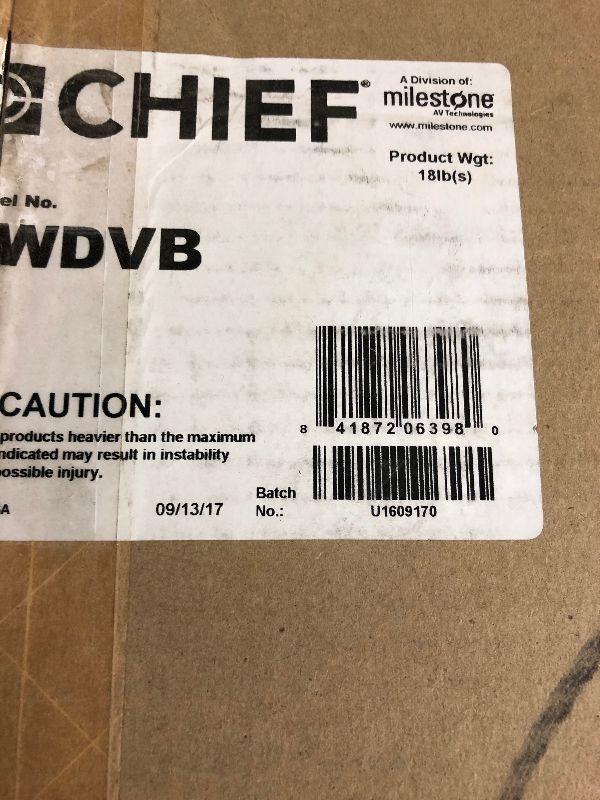 CHIEF®
A Division of:
milestone
AV Technologies
www.milestone.com
Product Wgt:
18lb(s)
el No.
WDVB
CAUTION:
products heavier than the maximum
ndicated may result in instability
ossible injury.
8 41872 06398 0
A
09/13/17
Batch
No.:
U1609170